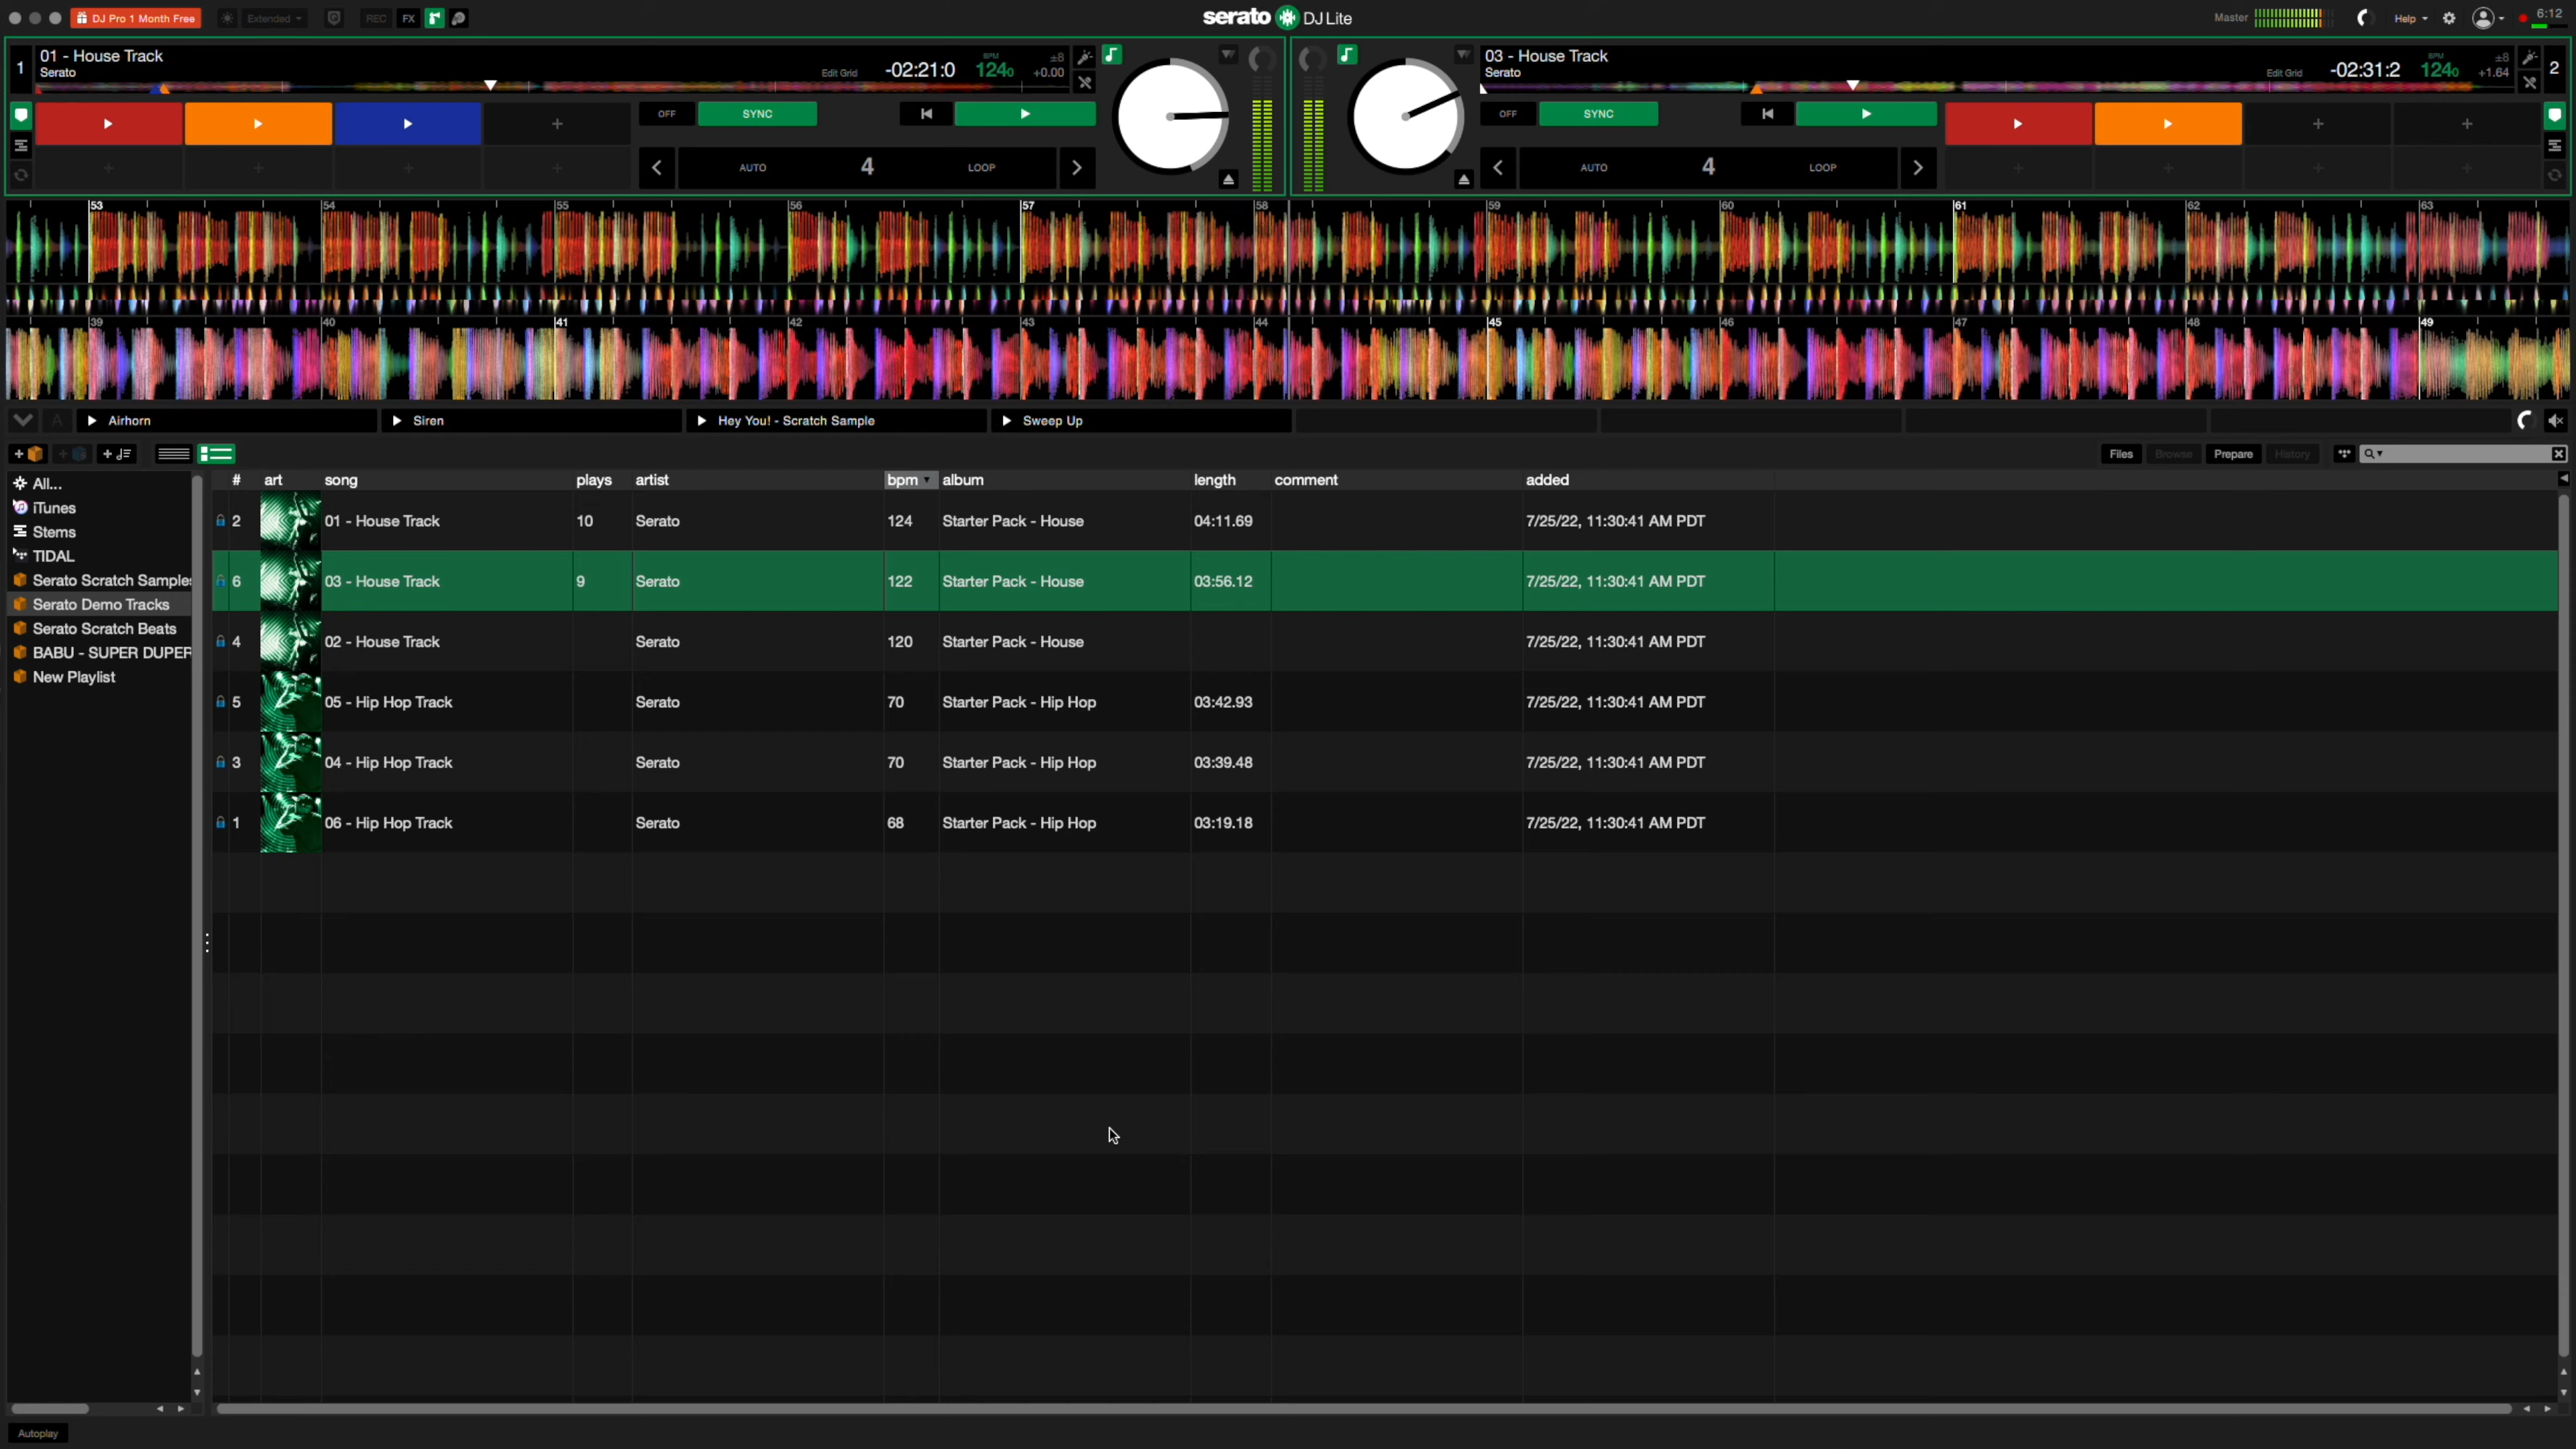 DJ Pro 1 Month Free Extended REC FX serato DJ Lite Master Help 6:12
1 01 - House Track
Serato Edit Grid -02:21:0 BPM 124.0 ±8 +0.00
OFF SYNC
AUTO 4 LOOP
03 - House Track 2
Serato Edit Grid -02:31:2 BPM 124.0 ±8 +1.64
OFF SYNC
AUTO 4 LOOP
53 54 55 56 57 58 59 60 61 62 63
39 40 41 42 43 44 45 46 47 48 49
A Airhorn Siren Hey You! - Scratch Sample Sweep Up
Files Browse Prepare History
All...
iTunes
Stems
TIDAL
Serato Scratch Samples
Serato Demo Tracks
Serato Scratch Beats
BABU - SUPER DUPER
New Playlist
# art song plays artist bpm album length comment added
2 01 - House Track 10 Serato 124 Starter Pack - House 04:11.69 7/25/22, 11:30:41 AM PDT
6 03 - House Track 9 Serato 122 Starter Pack - House 03:56.12 7/25/22, 11:30:41 AM PDT
4 02 - House Track Serato 120 Starter Pack - House 7/25/22, 11:30:41 AM PDT
5 05 - Hip Hop Track Serato 70 Starter Pack - Hip Hop 03:42.93 7/25/22, 11:30:41 AM PDT
3 04 - Hip Hop Track Serato 70 Starter Pack - Hip Hop 03:39.48 7/25/22, 11:30:41 AM PDT
1 06 - Hip Hop Track Serato 68 Starter Pack - Hip Hop 03:19.18 7/25/22, 11:30:41 AM PDT
Autoplay